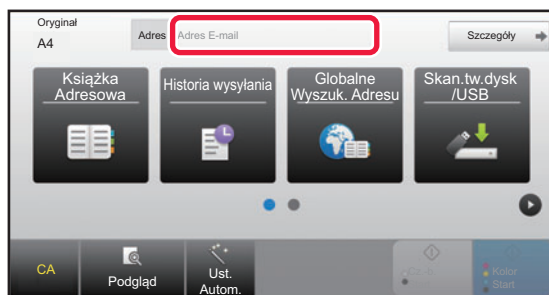 Oryginał
A4
Adres
Adres E-mail
Szczegóły
Książka
Adresowa
Historia wysyłania
Globalne
Wyszuk. Adresu
Skan.tw.dysk
/USB
CA
Podgląd
Ust.
Autom.
Kolor
Start